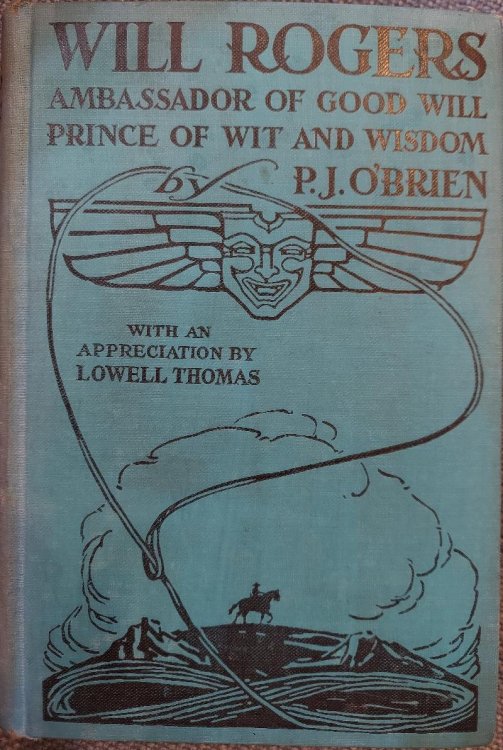 WILL ROGERS
AMBASSADOR OF GOOD WILL
PRINCE OF WIT AND WISDOM
by P.J. O'BRIEN
WITH AN
APPRECIATION BY
LOWELL THOMAS